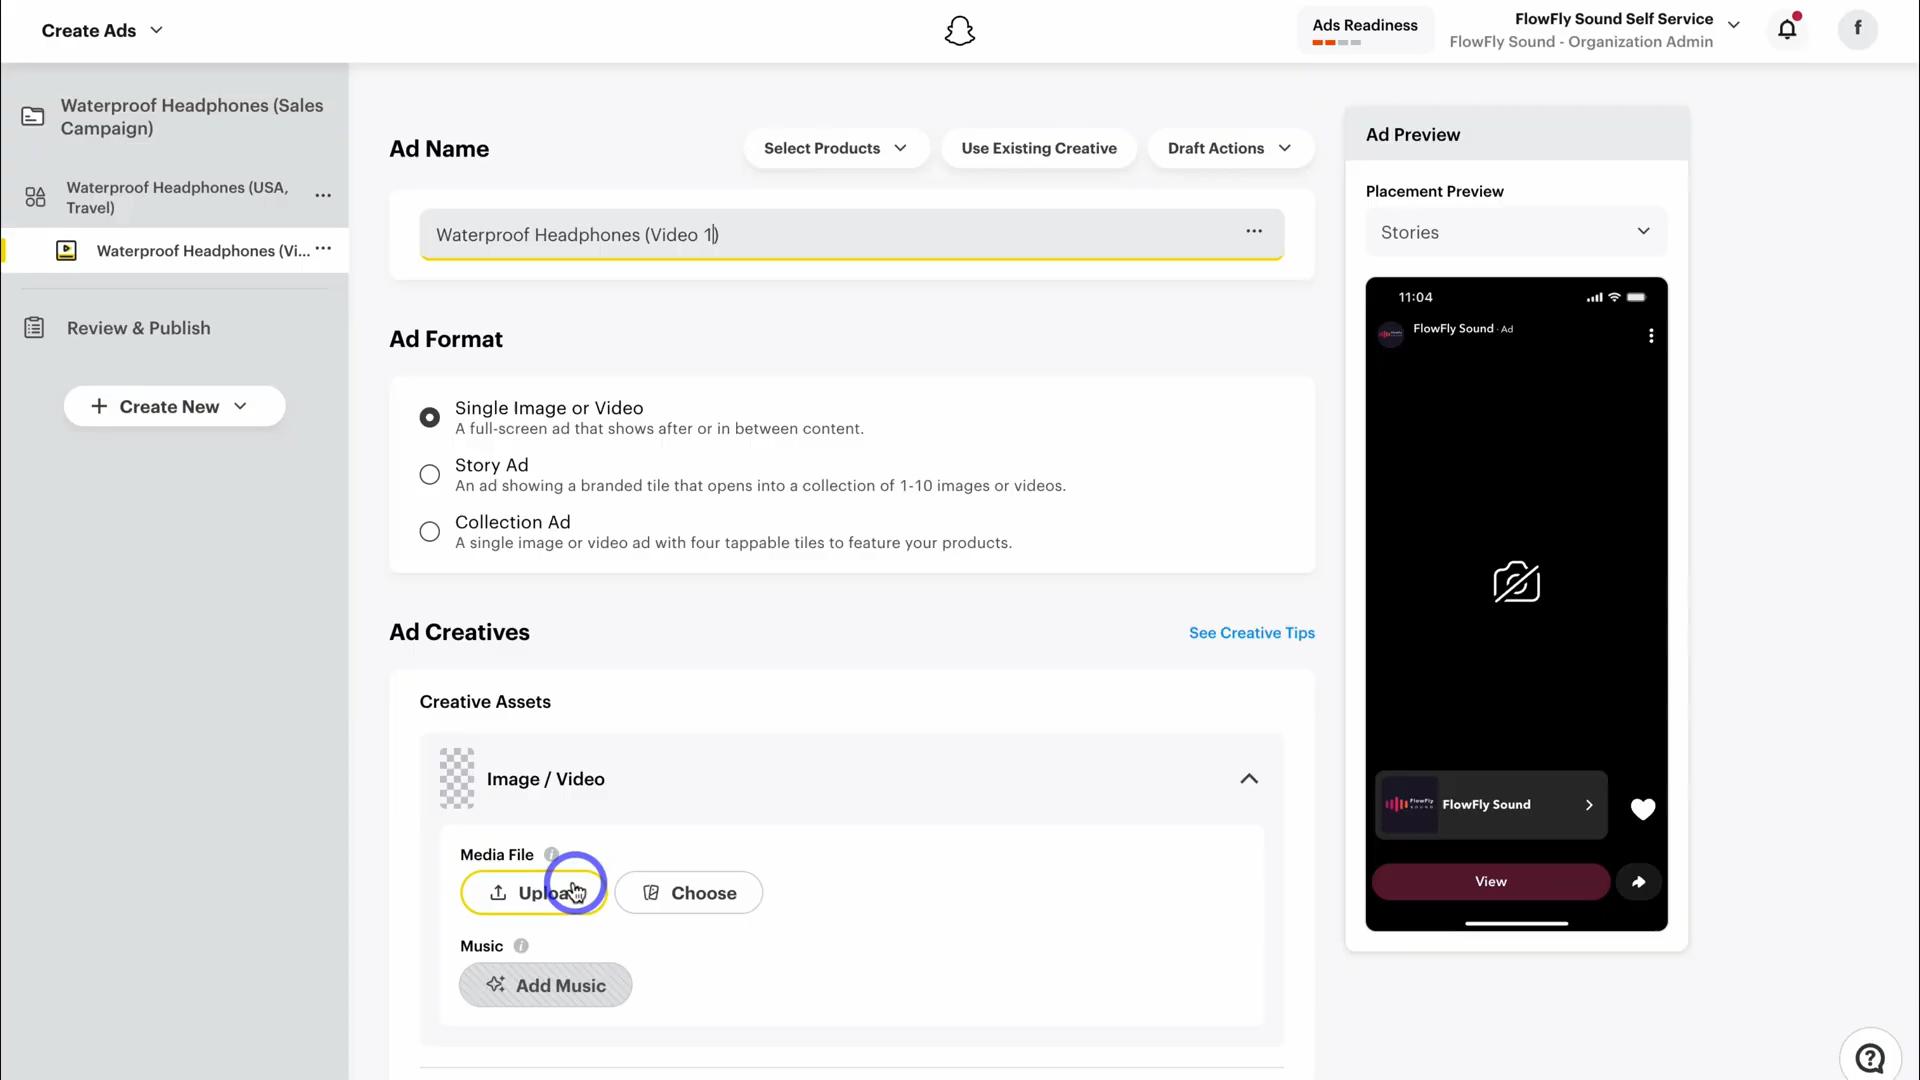 Create Ads
Ads Readiness
FlowFly Sound Self Service
FlowFly Sound - Organization Admin
f
Waterproof Headphones (Sales
Campaign)
Waterproof Headphones (USA,
Travel)
Waterproof Headphones (Vi...
Review & Publish
Create New
Ad Name
Select Products
Use Existing Creative
Draft Actions
Waterproof Headphones (Video 1)
Ad Format
Single Image or Video
A full-screen ad that shows after or in between content.
Story Ad
An ad showing a branded tile that opens into a collection of 1-10 images or videos.
Collection Ad
A single image or video ad with four tappable tiles to feature your products.
Ad Creatives
See Creative Tips
Creative Assets
Image / Video
Media File
Upload
Choose
Music
Add Music
Ad Preview
Placement Preview
Stories
11:04
FlowFly Sound · Ad
FlowFly
SOUND
FlowFly Sound
View